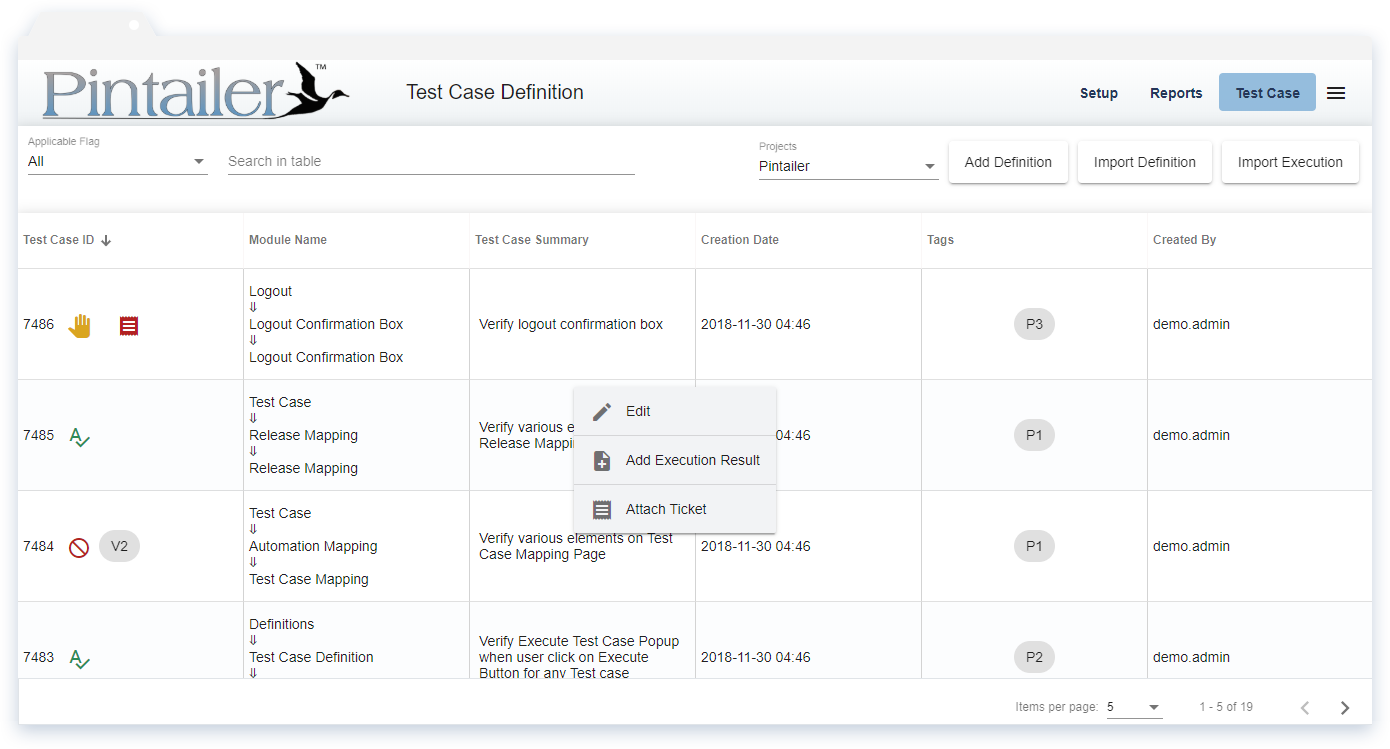 Pintailer™
Test Case Definition
Setup
Reports
Test Case
Applicable Flag
All
Search in table
Projects
Pintailer
Add Definition
Import Definition
Import Execution
Test Case ID
Module Name
Test Case Summary
Creation Date
Tags
Created By
7486
Logout
⇓
Logout Confirmation Box
⇓
Logout Confirmation Box
Verify logout confirmation box
2018-11-30 04:46
P3
demo.admin
7485
Test Case
⇓
Release Mapping
⇓
Release Mapping
Verify various
Release
04:46
P1
demo.admin
Edit
Add Execution Result
Attach Ticket
7484
V2
Test Case
⇓
Automation Mapping
⇓
Test Case Mapping
Verify various elements on Test
Case Mapping Page
2018-11-30 04:46
P1
demo.admin
7483
Definitions
⇓
Test Case Definition
⇓
Verify Execute Test Case Popup
when user click on Execute
Button for any Test case
2018-11-30 04:46
P2
demo.admin
Items per page:
5
1 - 5 of 19